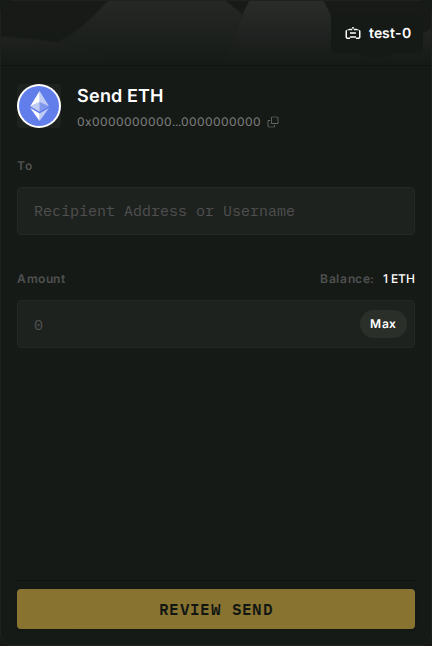 test-0
Send ETH
0x0000000000...0000000000
To
Recipient Address or Username
Amount Balance: 1 ETH
0 Max
REVIEW SEND